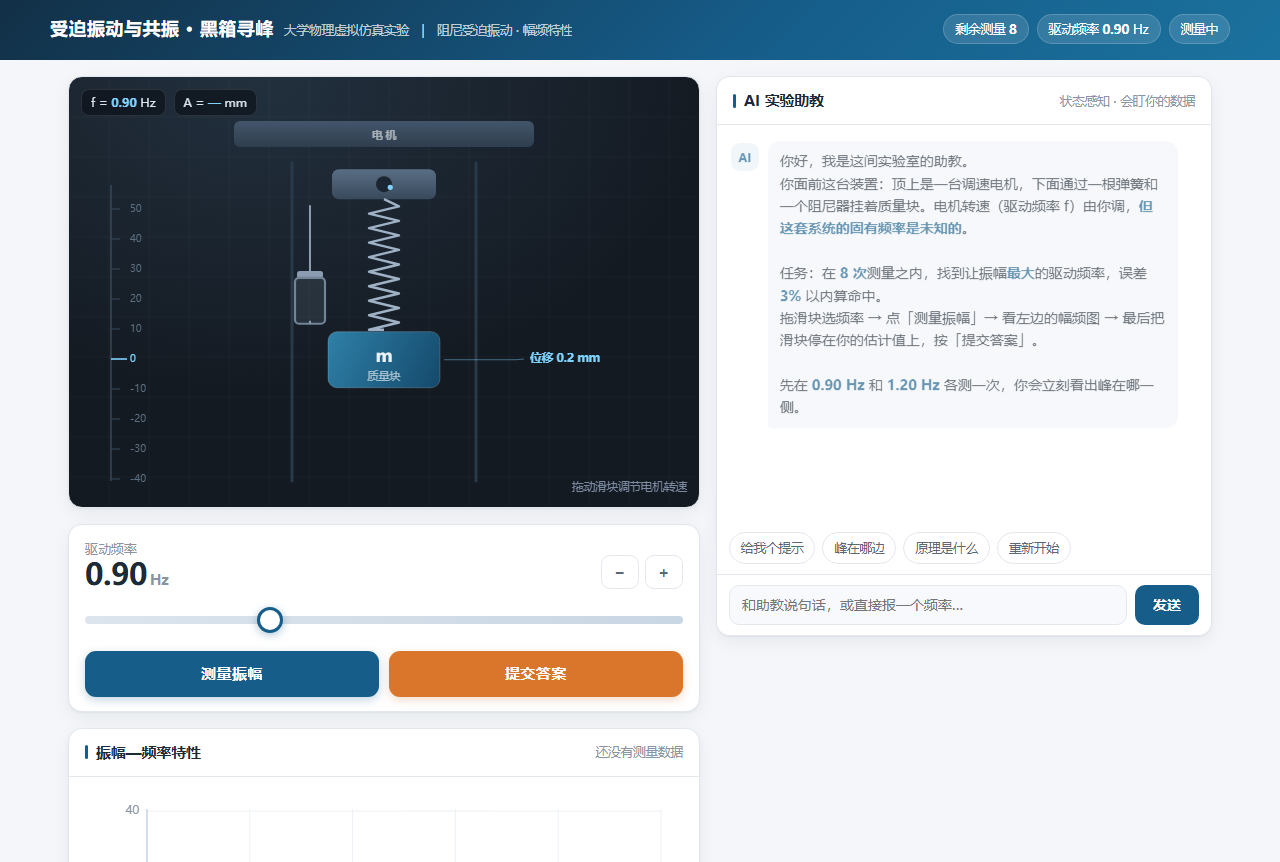 受迫振动与共振 • 黑箱寻峰 大学物理虚拟仿真实验 | 阻尼受迫振动 · 幅频特性
剩余测量 8
驱动频率 0.90 Hz
测量中
f = 0.90 Hz
A = — mm
电机
50
40
30
20
10
0
-10
-20
-30
-40
m
质量块
位移 0.2 mm
拖动滑块调节电机转速
驱动频率
0.90 Hz
−
+
测量振幅
提交答案
振幅—频率特性
还没有测量数据
40
AI 实验助教
状态感知 · 会盯你的数据
AI
你好，我是这间实验室的助教。
你面前这台装置：顶上是一台调速电机，下面通过一根弹簧和
一个阻尼器挂着质量块。电机转速（驱动频率 f）由你调，但
这套系统的固有频率是未知的。
任务：在 8 次测量之内，找到让振幅最大的驱动频率，误差
3% 以内算命中。
拖滑块选频率 → 点「测量振幅」→ 看左边的幅频图 → 最后把
滑块停在你的估计值上，按「提交答案」。
先在 0.90 Hz 和 1.20 Hz 各测一次，你会立刻看出峰在哪一
侧。
给我个提示
峰在哪边
原理是什么
重新开始
和助教说句话，或直接报一个频率...
发送